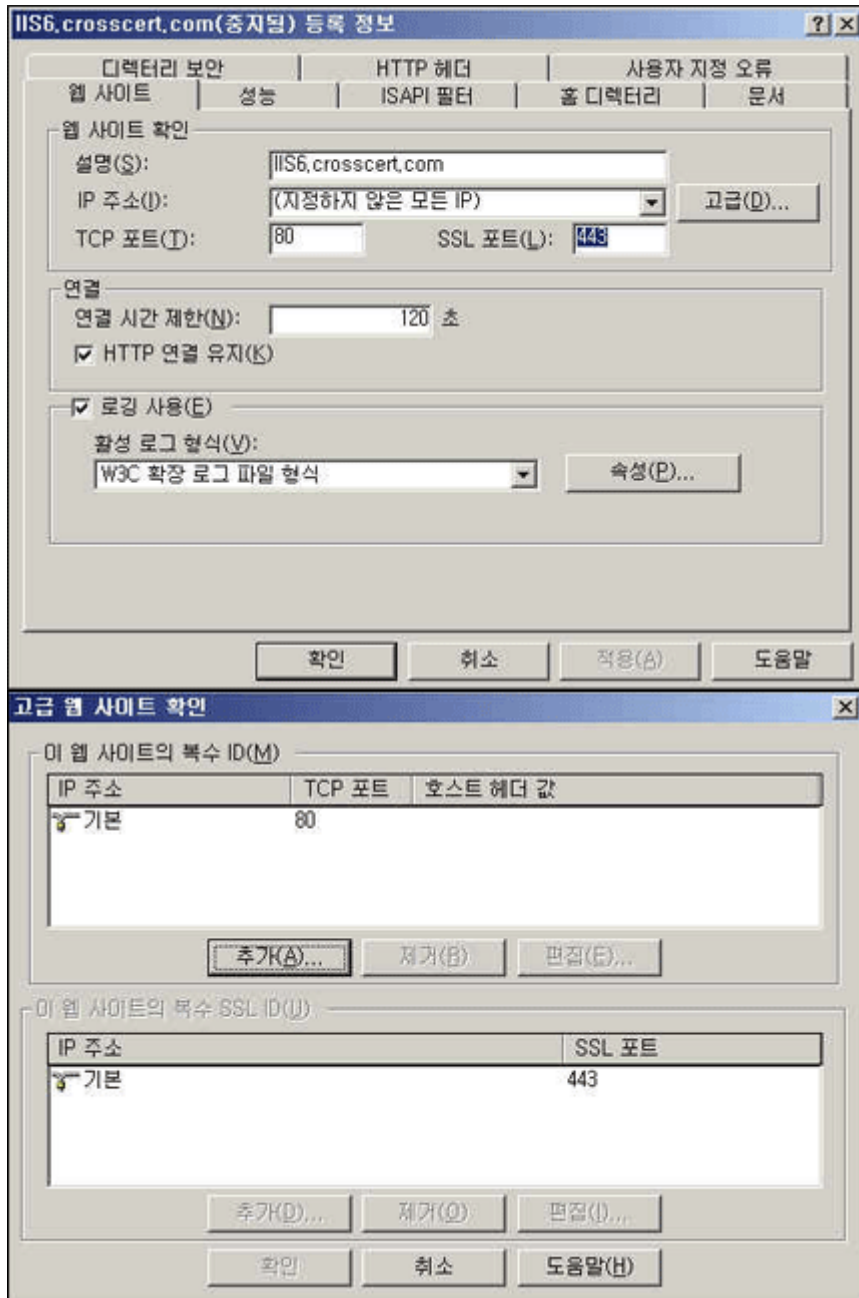 IIS6,crosscert,com(중지됨) 등록 정보
디렉터리 보안 HTTP 헤더 사용자 지정 오류
웹 사이트 성능 ISAPI 필터 홈 디렉터리 문서
웹 사이트 확인
설명(S): IIS6,crosscert,com
IP 주소(I): (지정하지 않은 모든 IP) 고급(D)...
TCP 포트(T): 80 SSL 포트(L): 443
연결
연결 시간 제한(N): 120 초
HTTP 연결 유지(K)
로깅 사용(E)
활성 로그 형식(V):
W3C 확장 로그 파일 형식 속성(P)...
확인 취소 적용(A) 도움말
고급 웹 사이트 확인
이 웹 사이트의 복수 ID(M)
IP 주소 TCP 포트 호스트 헤더 값
기본 80
추가(A)... 제거(R) 편집(E)...
이 웹 사이트의 복수 SSL ID(U)
IP 주소 SSL 포트
기본 443
추가(D)... 제거(O) 편집(I)...
확인 취소 도움말(H)